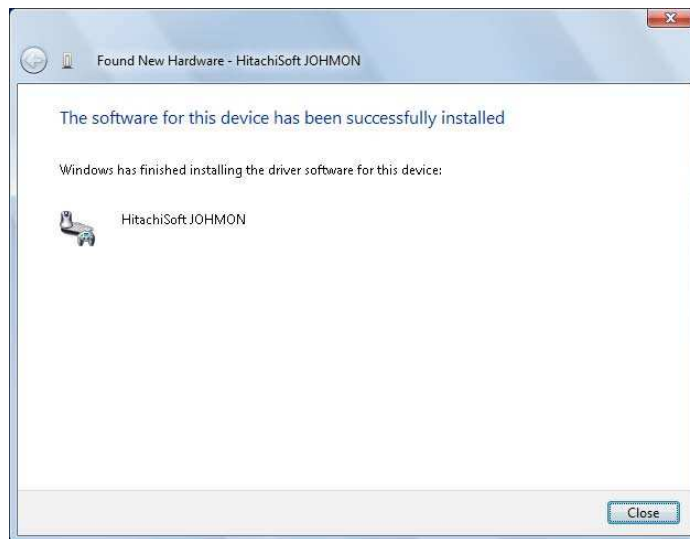 Found New Hardware - HitachiSoft JOHMON
The software for this device has been successfully installed
Windows has finished installing the driver software for this device:
HitachiSoft JOHMON
Close